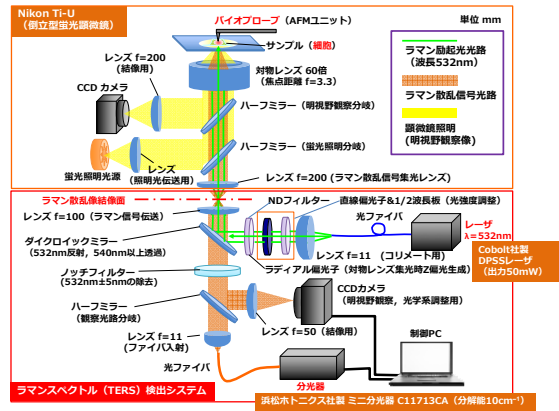 Nikon Ti-U
（倒立型蛍光顕微鏡）
バイオプローブ（AFMユニット）
単位 mm
サンプル（細胞）
レンズ f=200
(結像用)
CCD カメラ
対物レンズ 60倍
（焦点距離 f=3.3）
ハーフミラー（明視野観察分岐）
ハーフミラー（蛍光照明分岐）
蛍光照明光源
レンズ
（照明光伝送用）
レンズ f=200 (ラマン散乱信号集光レンズ)
ラマン励起光光路
（波長532nm）
ラマン散乱信号光路
顕微鏡照明
(明視野観察像)
ラマン散乱像結像面
レンズ f=100（ラマン信号伝送）
NDフィルター
直線偏光子&1/2波長板（光強度調整）
光ファイバ
レーザ
λ=532nm
ダイクロイックミラー
（532nm反射，540nm以上透過）
レンズ f=11（コリメート用）
ラディアル偏光子（対物レンズ集光時Z偏光生成）
Cobolt社製
DPSSレーザ
（出力50mW）
ノッチフィルター
（532nm±5nmの除去）
CCDカメラ
（明視野観察，光学系調整用）
ハーフミラー
（観察光路分岐）
レンズ f=50（結像用）
レンズ f=11
(ファイバ入射)
制御PC
光ファイバ
分光器
ラマンスペクトル（TERS）検出システム
浜松ホトニクス社製 ミニ分光器 C11713CA（分解能10cm⁻¹）